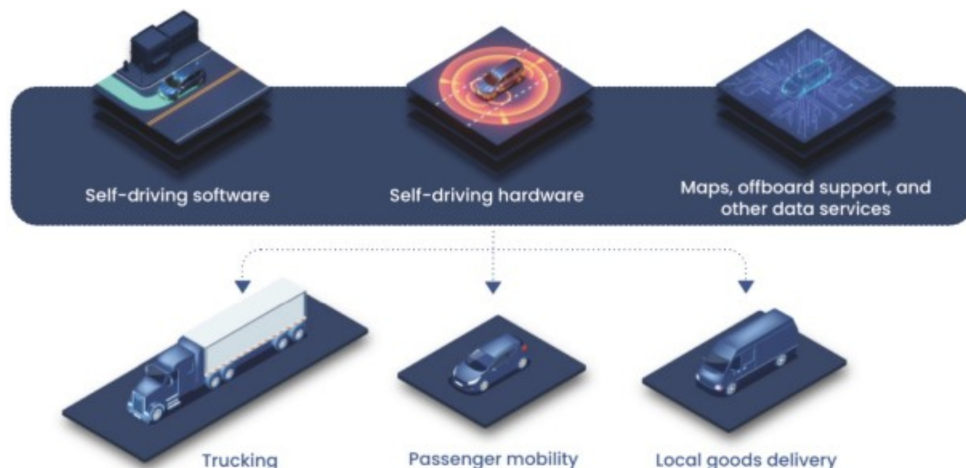 Self-driving software
Self-driving hardware
Maps, offboard support, and
other data services
Trucking
Passenger mobility
Local goods delivery